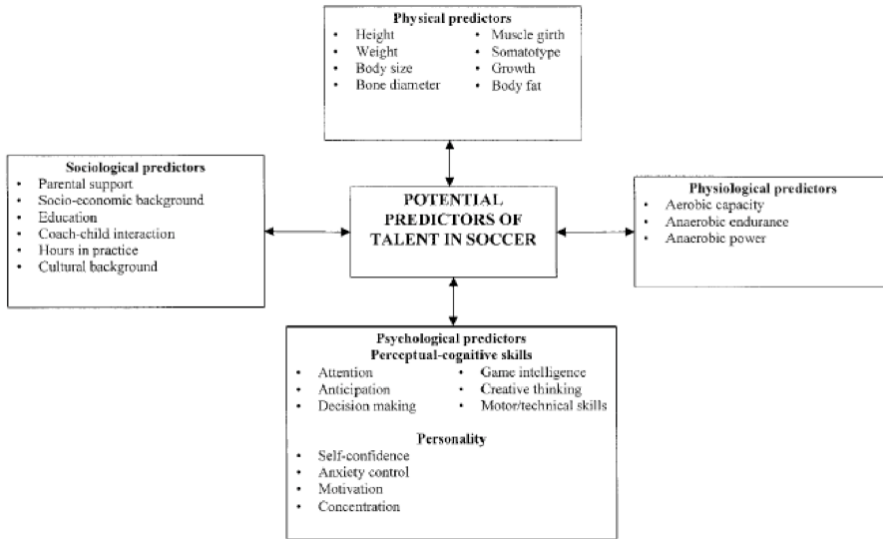 Physical predictors
• Height
• Weight
• Body size
• Bone diameter
• Muscle girth
• Somatotype
• Growth
• Body fat
Sociological predictors
• Parental support
• Socio-economic background
• Education
• Coach-child interaction
• Hours in practice
• Cultural background
POTENTIAL
PREDICTORS OF
TALENT IN SOCCER
Physiological predictors
• Aerobic capacity
• Anaerobic endurance
• Anaerobic power
Psychological predictors
Perceptual-cognitive skills
• Attention
• Anticipation
• Decision making
• Game intelligence
• Creative thinking
• Motor/technical skills
Personality
• Self-confidence
• Anxiety control
• Motivation
• Concentration